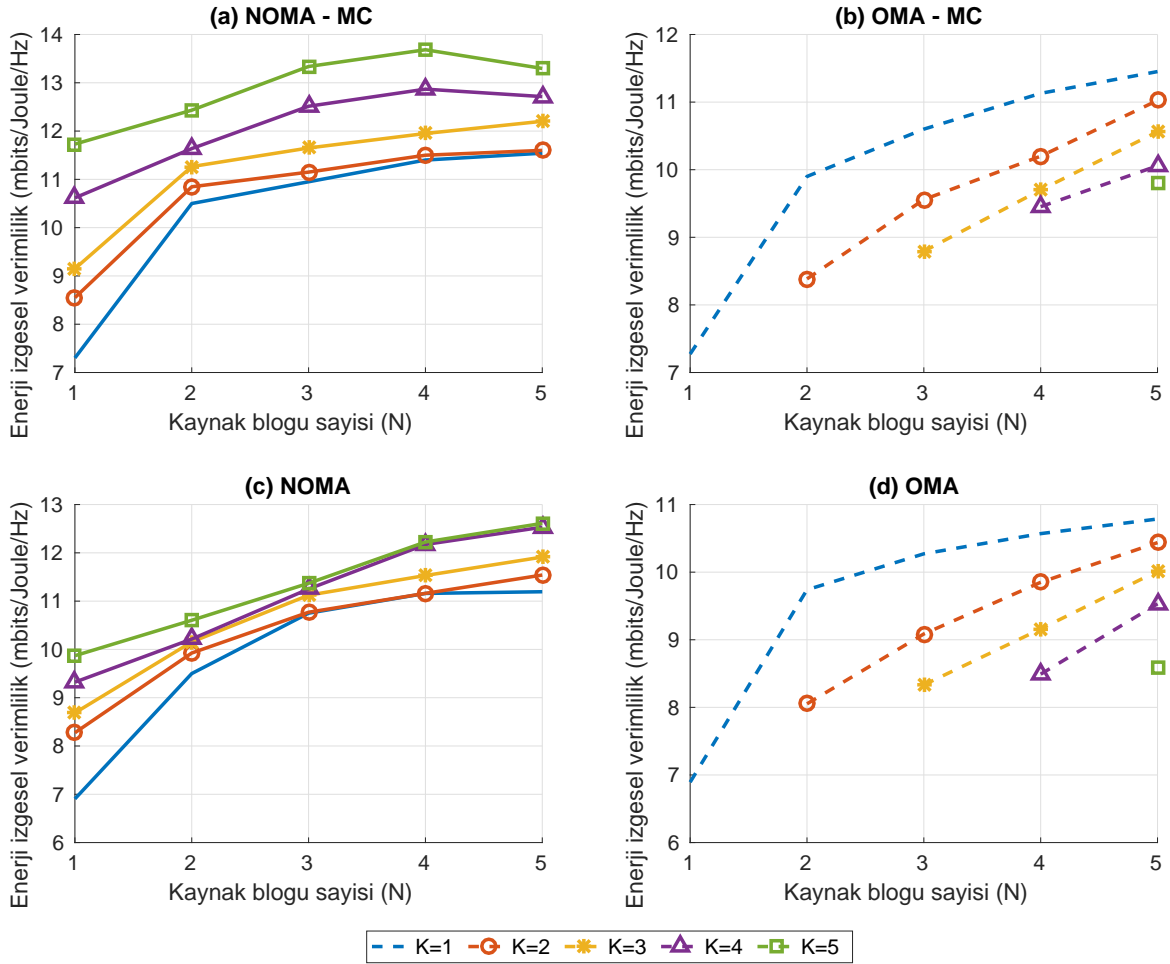 (a) NOMA - MC
Enerji izgesel verimlilik (mbits/Joule/Hz)
14
13
12
11
10
9
8
7
1 2 3 4 5
Kaynak blogu sayisi (N)
(b) OMA - MC
Enerji izgesel verimlilik (mbits/Joule/Hz)
12
11
10
9
8
7
1 2 3 4 5
Kaynak blogu sayisi (N)
(c) NOMA
Enerji izgesel verimlilik (mbits/Joule/Hz)
13
12
11
10
9
8
7
6
1 2 3 4 5
Kaynak blogu sayisi (N)
(d) OMA
Enerji izgesel verimlilik (mbits/Joule/Hz)
11
10
9
8
7
6
1 2 3 4 5
Kaynak blogu sayisi (N)
K=1 K=2 K=3 K=4 K=5